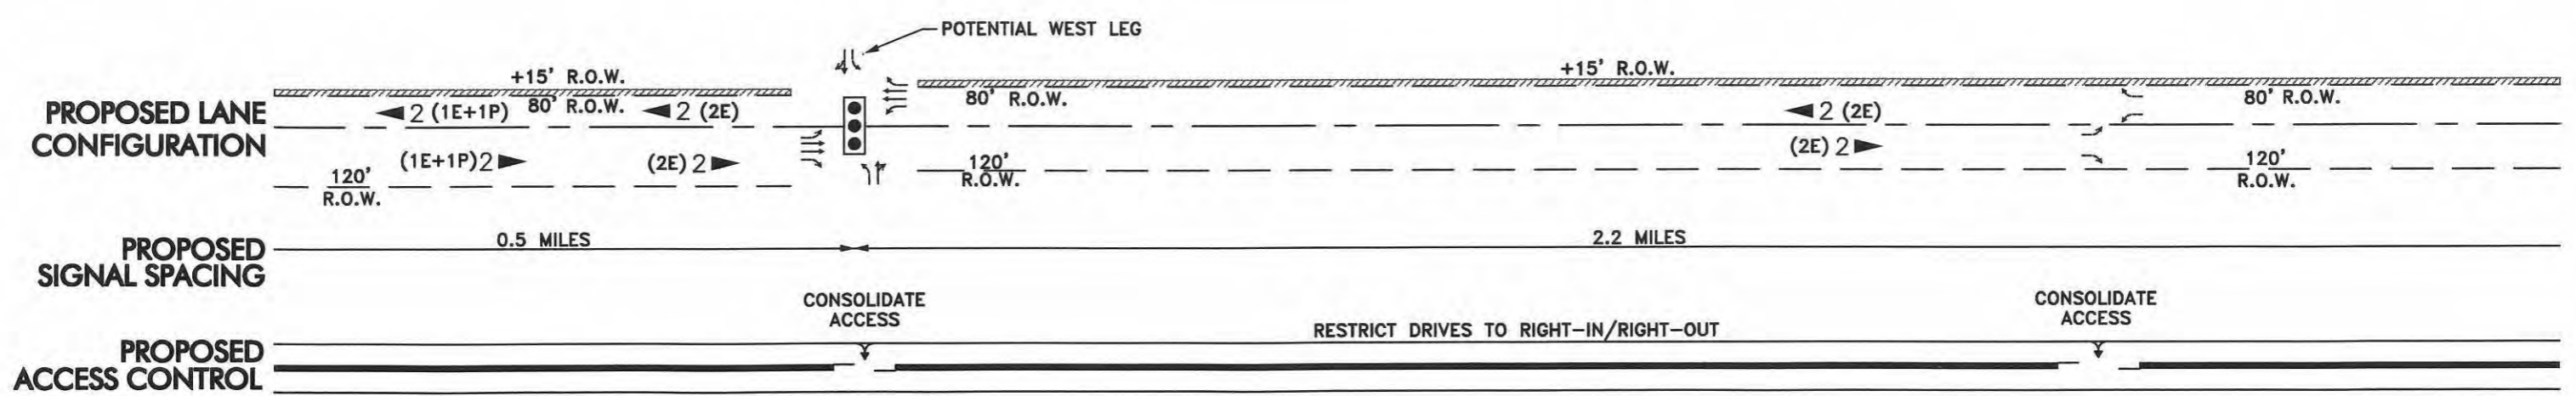 POTENTIAL WEST LEG
+15' R.O.W.
+15' R.O.W.
PROPOSED LANE
CONFIGURATION
2 (1E+1P)
80' R.O.W.
2 (2E)
80' R.O.W.
2 (2E)
80' R.O.W.
(1E+1P)2
(2E) 2
(2E) 2
120'
R.O.W.
120'
R.O.W.
120'
R.O.W.
PROPOSED
SIGNAL SPACING
0.5 MILES
2.2 MILES
CONSOLIDATE
ACCESS
CONSOLIDATE
ACCESS
RESTRICT DRIVES TO RIGHT-IN/RIGHT-OUT
PROPOSED
ACCESS CONTROL